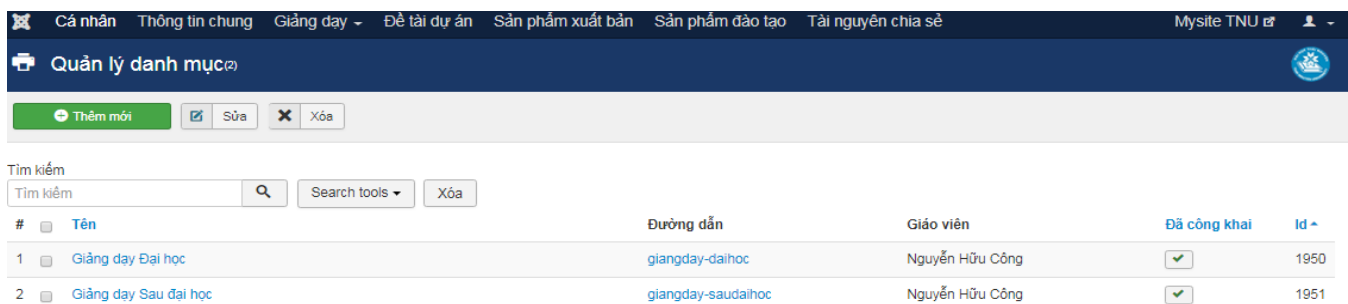 Cá nhân Thông tin chung Giảng dạy Đề tài dự án Sản phẩm xuất bản Sản phẩm đào tạo Tài nguyên chia sẻ Mysite TNU
Quản lý danh mục(2)
Thêm mới Sửa Xóa
Tìm kiếm
Tìm kiếm Search tools Xóa
# Tên Đường dẫn Giáo viên Đã công khai Id
1 Giảng dạy Đại học giangday-daihoc Nguyễn Hữu Công 1950
2 Giảng dạy Sau đại học giangday-saudaihoc Nguyễn Hữu Công 1951